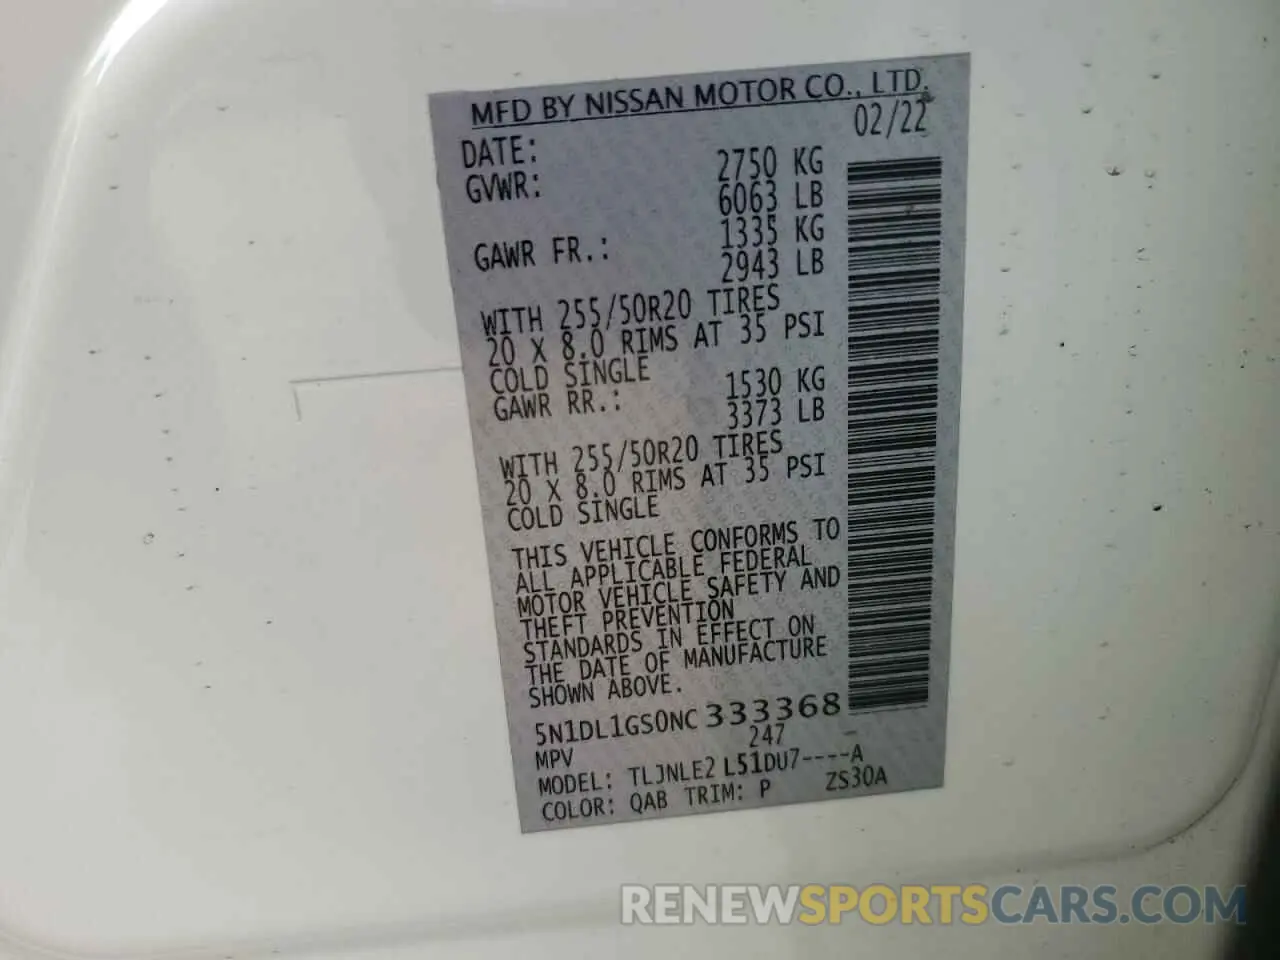 MFD BY NISSAN MOTOR CO., LTD.
DATE: 02/22
GVWR: 2750 KG
6063 LB
GAWR FR.: 1335 KG
2943 LB
WITH 255/50R20 TIRES
20 X 8.0 RIMS AT 35 PSI
COLD SINGLE
GAWR RR.: 1530 KG
3373 LB
WITH 255/50R20 TIRES
20 X 8.0 RIMS AT 35 PSI
COLD SINGLE
THIS VEHICLE CONFORMS TO
ALL APPLICABLE FEDERAL
MOTOR VEHICLE SAFETY AND
THEFT PREVENTION
STANDARDS IN EFFECT ON
THE DATE OF MANUFACTURE
SHOWN ABOVE.
5N1DL1GS0NC333368
MPV 247
MODEL: TLJNLE2 L51DU7----A
COLOR: QAB TRIM: P ZS30A
RENEWSPORTSCARS.COM